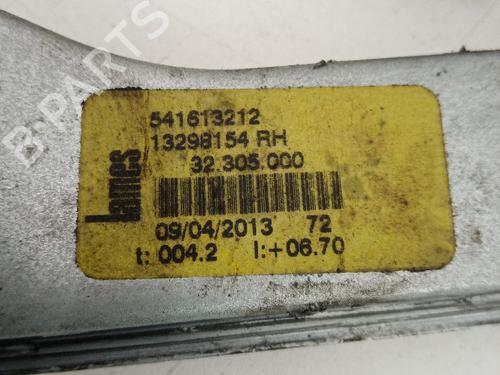 B-PARTS
541613212
13298154 RH
32.305.000
Lames
09/04/2013 72
t: 004.2 l:+06.70